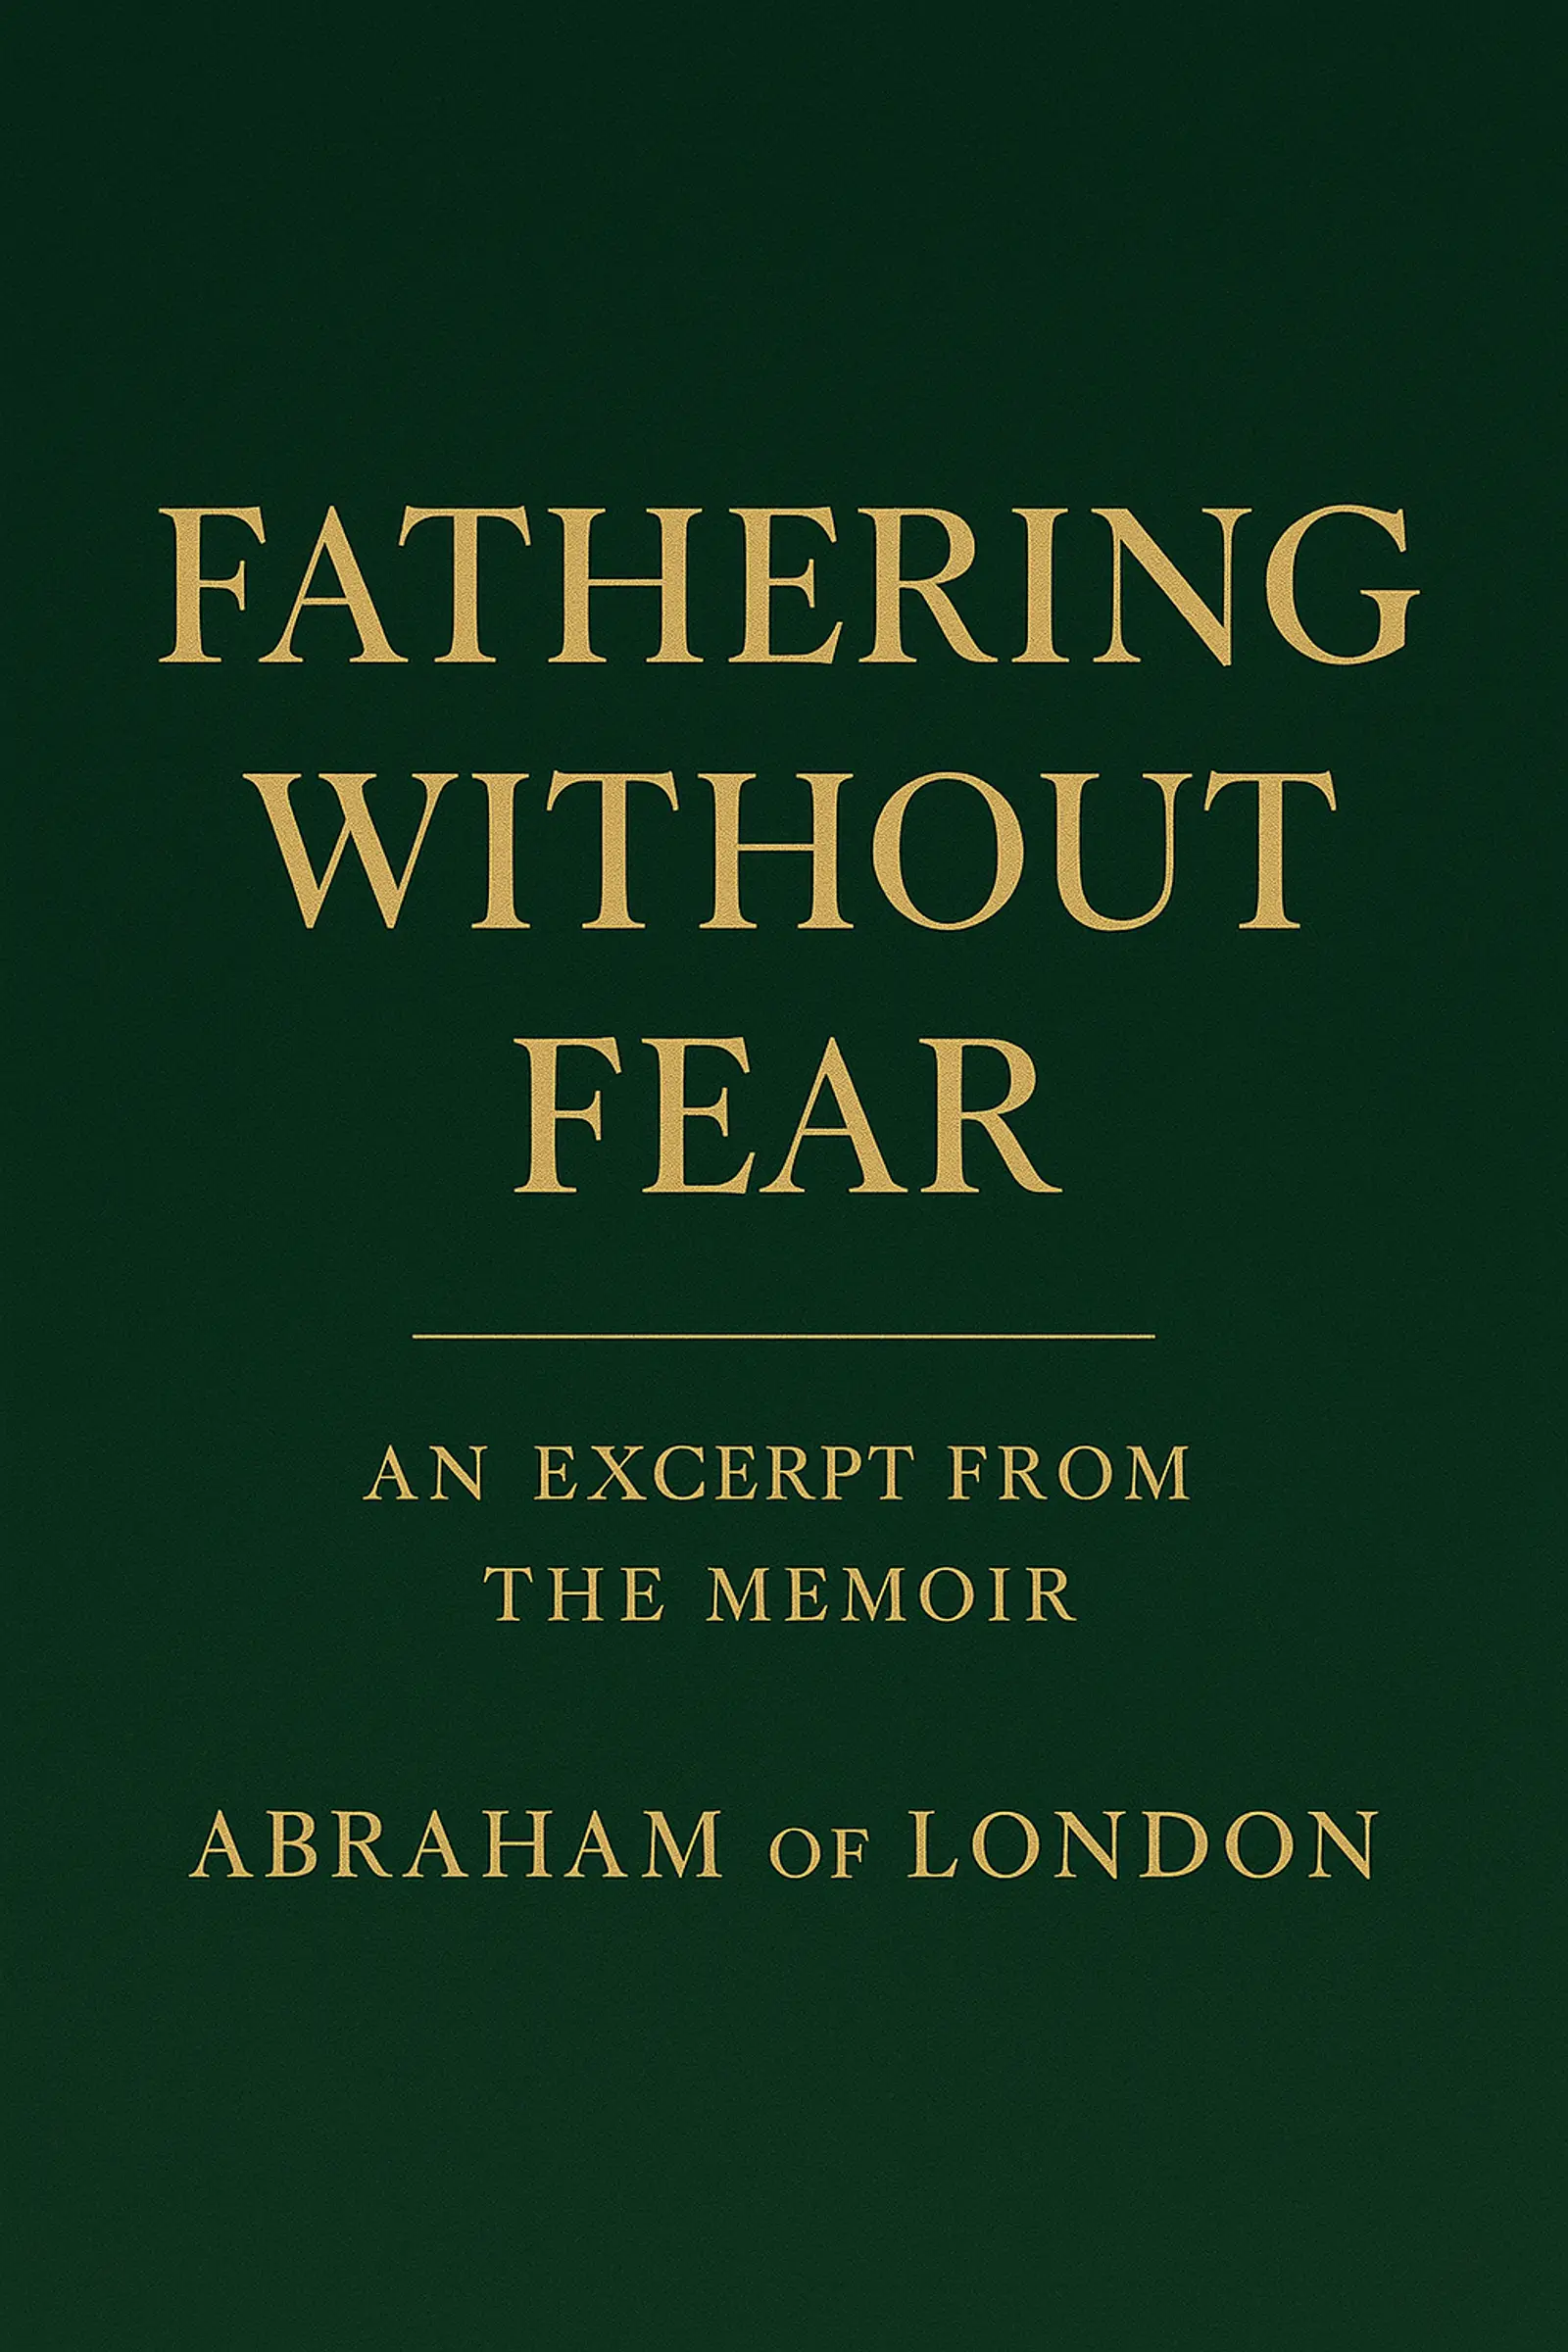 FATHERING
WITHOUT
FEAR
AN EXCERPT FROM
THE MEMOIR
ABRAHAM OF LONDON